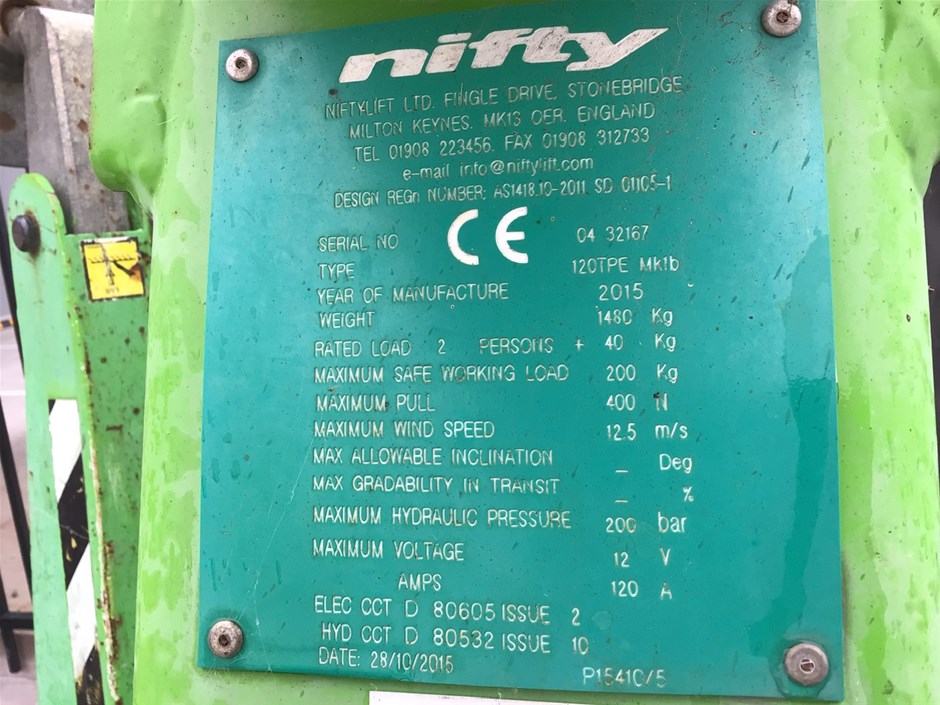 nifty
NIFTYLIFT LTD. FINGLE DRIVE, STONEBRIDGE,
MILTON KEYNES. MK13 OER. ENGLAND
TEL 01908 223456. FAX 01908 312733
e-mail info@niftylift.com
DESIGN REGn NUMBER: AS1418.10-2011 SD 01105-1
SERIAL NO CE 04 32167
TYPE 120TPE MK1b
YEAR OF MANUFACTURE 2015
WEIGHT 1480 Kg
RATED LOAD 2 PERSONS + 40 Kg
MAXIMUM SAFE WORKING LOAD 200 Kg
MAXIMUM PULL 400 N
MAXIMUM WIND SPEED 12.5 m/s
MAX ALLOWABLE INCLINATION _ Deg
MAX GRADABILITY IN TRANSIT _ %
MAXIMUM HYDRAULIC PRESSURE 200 bar
MAXIMUM VOLTAGE 12 V
AMPS 120 A
ELEC CCT D 80605 ISSUE 2
HYD CCT D 80532 ISSUE 10
DATE: 28/10/2015
P15410/5